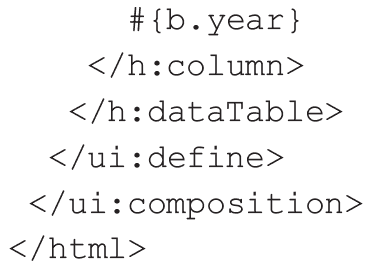 #{b.year}
</h:column>
</h:dataTable>
</ui:define>
</ui:composition>
</html>